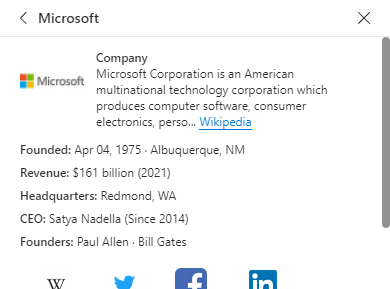 Microsoft
Company
Microsoft
Microsoft Corporation is an American
multinational technology corporation which
produces computer software, consumer
electronics, perso... Wikipedia
Founded: Apr 04, 1975 · Albuquerque, NM
Revenue: $161 billion (2021)
Headquarters: Redmond, WA
CEO: Satya Nadella (Since 2014)
Founders: Paul Allen · Bill Gates
W
f
in